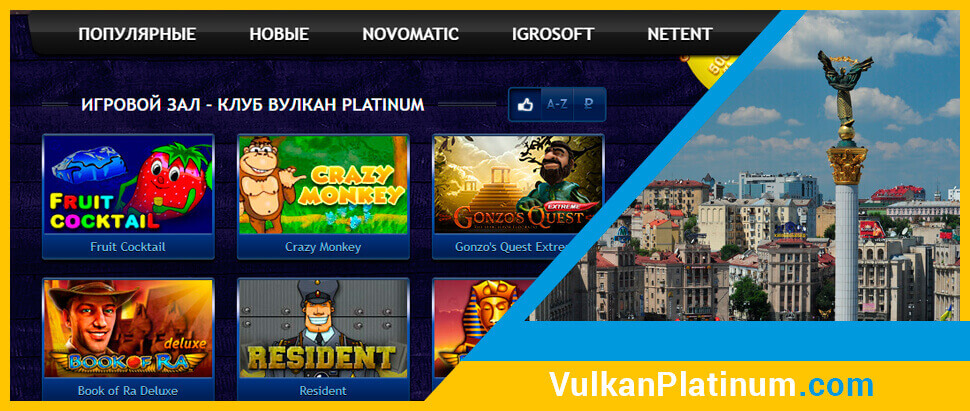 ПОПУЛЯРНЫЕ НОВЫЕ NOVOMATIC IGROSOFT NETENT
ИГРОВОЙ ЗАЛ - КЛУБ ВУЛКАН PLATINUM
A-Z ₽
FRUIT COCKTAIL
CRAZY MONKEY
EXTREME
GONZO'S QUEST
Fruit Cocktail
Crazy Monkey
Gonzo's Quest
deluxe
BOOK OF RA
RESIDENT
Book of Ra Deluxe
Resident
VulkanPlatinum.com